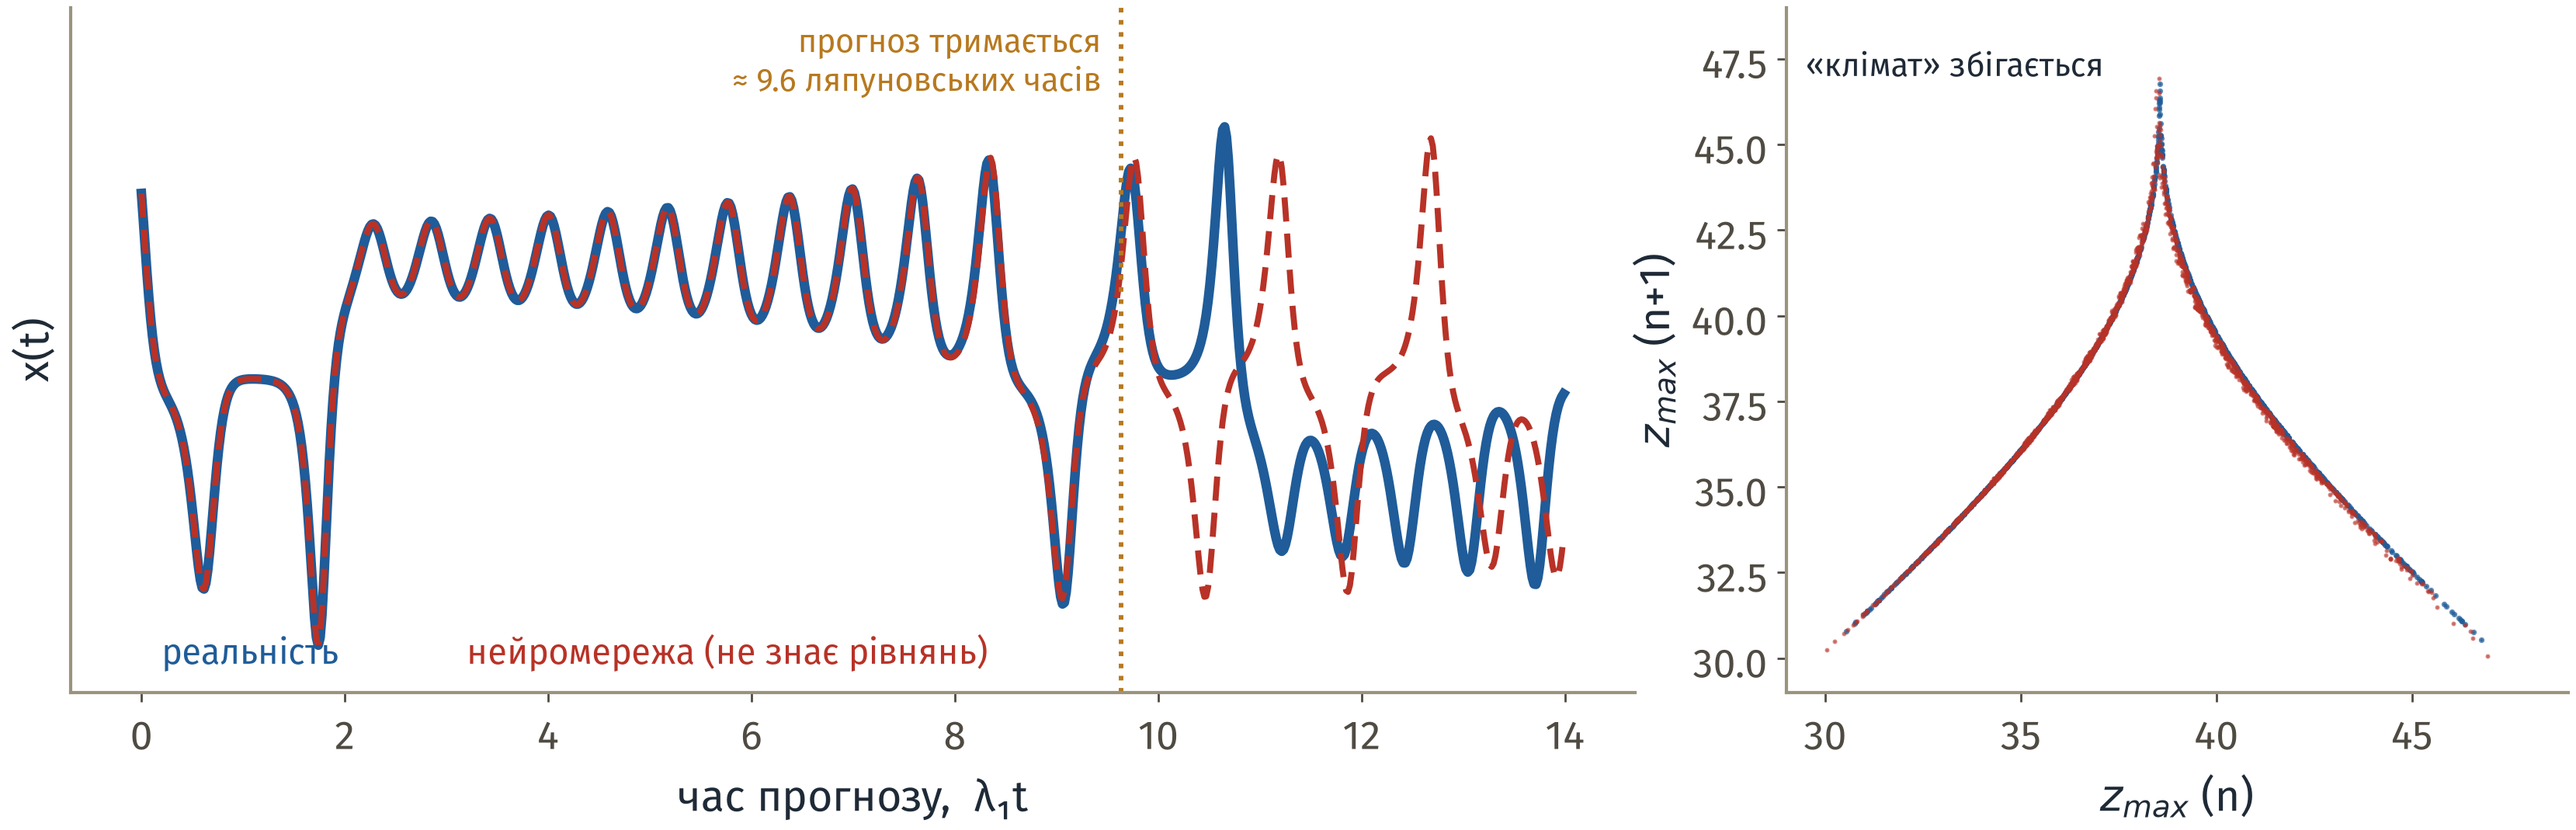 прогноз тримається
≈ 9.6 ляпуновських часів
x(t)
реальність
нейромережа (не знає рівнянь)
0 2 4 6 8 10 12 14
час прогнозу, λ₁t
«клімат» збігається
47.5
45.0
42.5
40.0
37.5
35.0
32.5
30.0
z_max (n+1)
30 35 40 45
z_max (n)